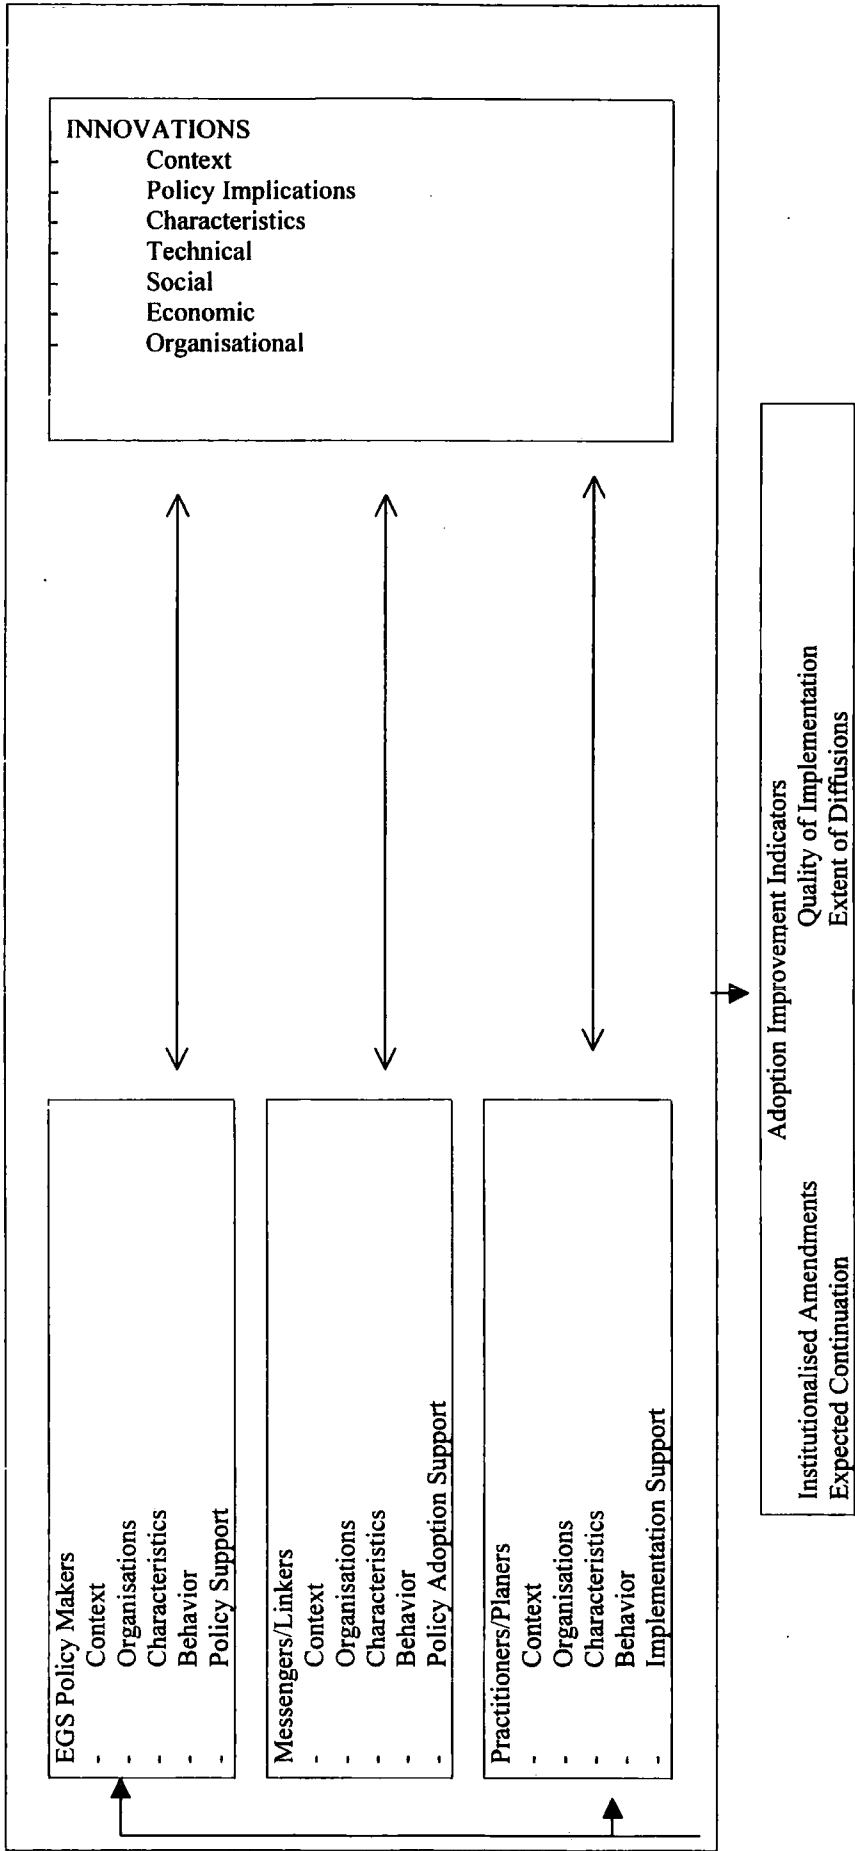 EGS Policy Makers
- Context
- Organisations
- Characteristics
- Behavior
- Policy Support
Messengers/Linkers
- Context
- Organisations
- Characteristics
- Behavior
- Policy Adoption Support
Practitioners/Planers
- Context
- Organisations
- Characteristics
- Behavior
- Implementation Support
INNOVATIONS
- Context
- Policy Implications
- Characteristics
- Technical
- Social
- Economic
- Organisational
Adoption Improvement Indicators
Institutionalised Amendments Quality of Implementation
Expected Continuation Extent of Diffusions